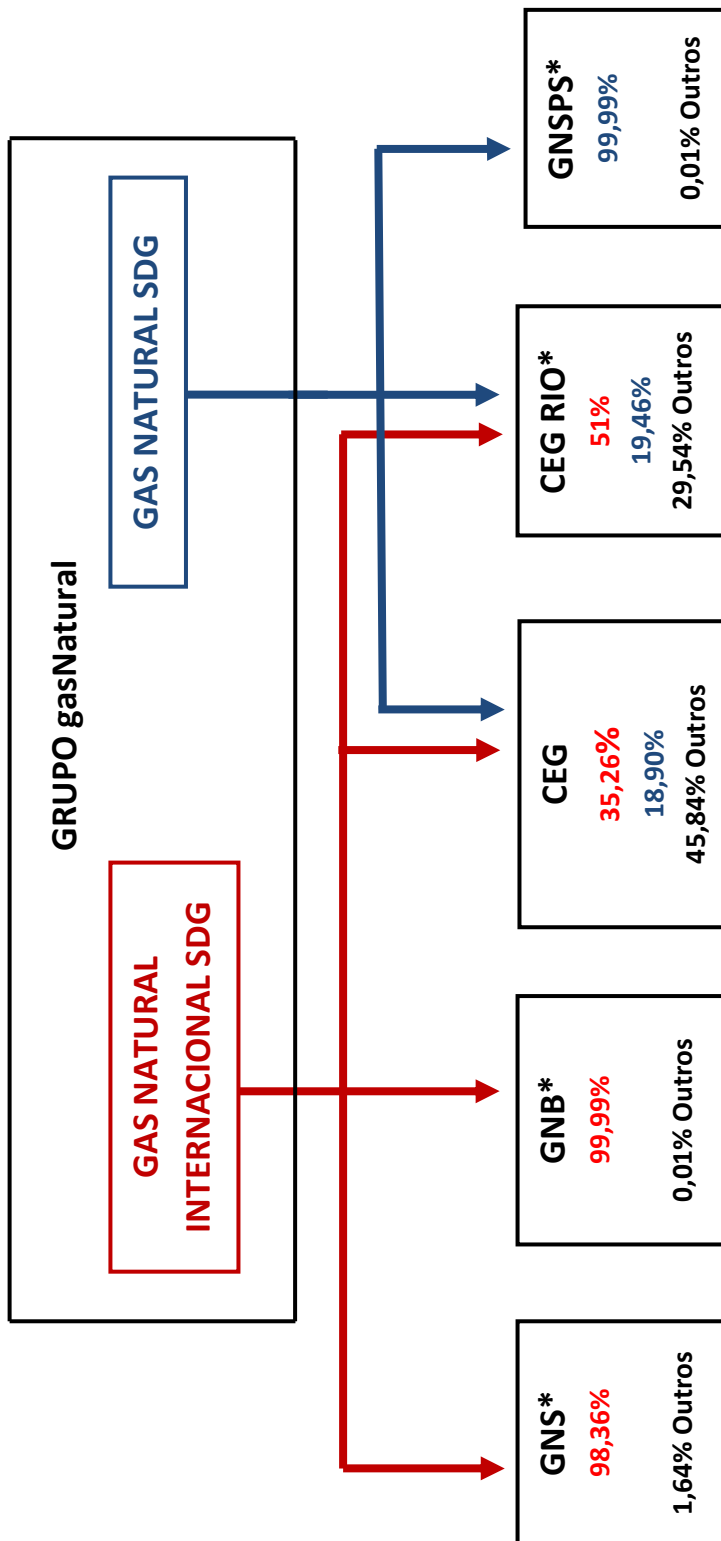 GRUPO gasNatural
GAS NATURAL
INTERNACIONAL SDG
GAS NATURAL SDG
GNS*
98,36%
1,64% Outros
GNB*
99,99%
0,01% Outros
CEG
35,26%
18,90%
45,84% Outros
CEG RIO*
51%
19,46%
29,54% Outros
GNSPS*
99,99%
0,01% Outros